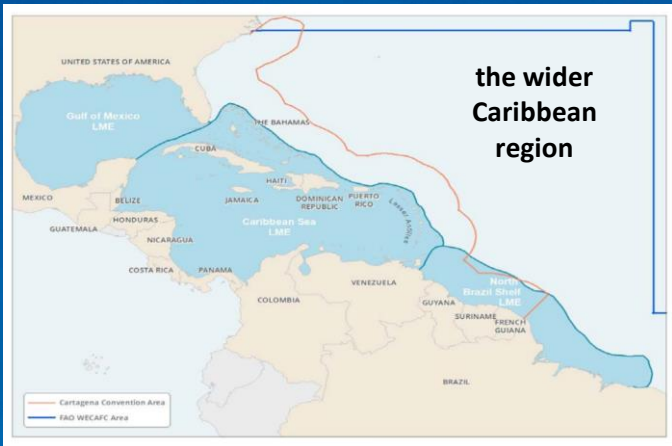 the wider
Caribbean
region
UNITED STATES OF AMERICA
Gulf of Mexico
LME
THE BAHAMAS
CUBA
MEXICO
BELIZE
JAMAICA
HAITI
DOMINICAN
REPUBLIC
PUERTO
RICO
Lesser Antilles
HONDURAS
GUATEMALA
NICARAGUA
Caribbean Sea
LME
COSTA RICA
PANAMA
VENEZUELA
COLOMBIA
GUYANA
SURINAME
FRENCH
GUIANA
North
Brazil Shelf
LME
BRAZIL
Cartagena Convention Area
FAO WECAFC Area